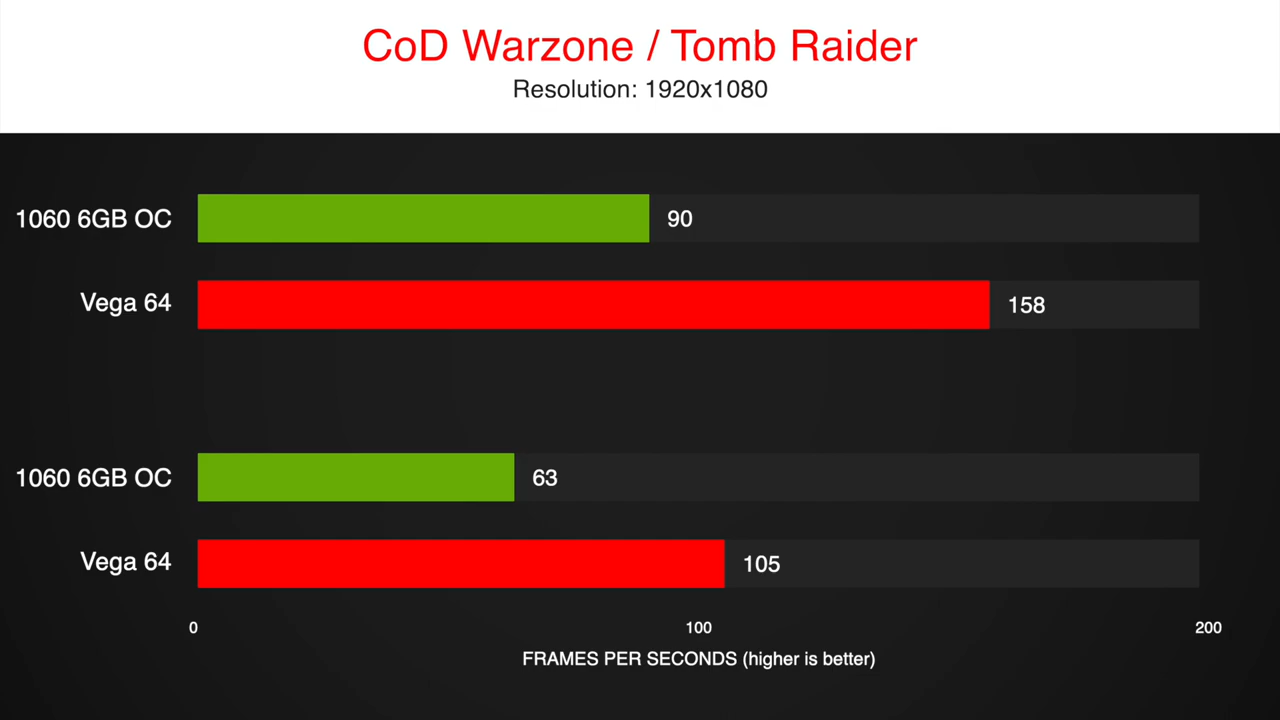 CoD Warzone / Tomb Raider
Resolution: 1920x1080
1060 6GB OC 90
Vega 64 158
1060 6GB OC 63
Vega 64 105
0 100 200
FRAMES PER SECONDS (higher is better)